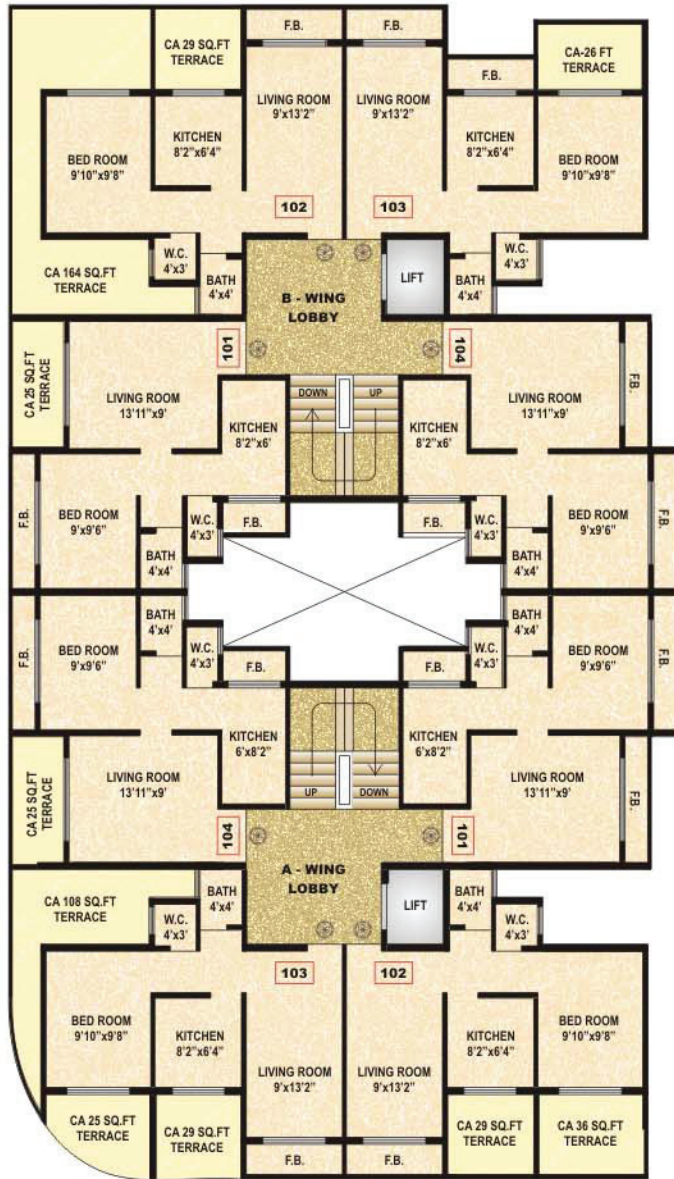 F.B.
F.B.
CA 29 SQ.FT
TERRACE
CA-26 FT
TERRACE
F.B.
LIVING ROOM
9'x13'2"
LIVING ROOM
9'x13'2"
KITCHEN
8'2"x6'4"
KITCHEN
8'2"x6'4"
BED ROOM
9'10"x9'8"
BED ROOM
9'10"x9'8"
102
103
W.C.
4'x3'
W.C.
4'x3'
CA 164 SQ.FT
TERRACE
BATH
4'x4'
LIFT
BATH
4'x4'
B - WING
LOBBY
101
104
CA 25 SQ.FT
TERRACE
LIVING ROOM
13'11"x9'
KITCHEN
8'2"x6'
DOWN
UP
KITCHEN
8'2"x6'
LIVING ROOM
13'11"x9'
F.B.
F.B.
BED ROOM
9'x9'6"
W.C.
4'x3'
F.B.
F.B.
W.C.
4'x3'
BED ROOM
9'x9'6"
F.B.
BATH
4'x4'
BATH
4'x4'
BATH
4'x4'
BATH
4'x4'
F.B.
BED ROOM
9'x9'6"
W.C.
4'x3'
F.B.
F.B.
W.C.
4'x3'
BED ROOM
9'x9'6"
F.B.
KITCHEN
6'x8'2"
KITCHEN
6'x8'2"
CA 25 SQ.FT
TERRACE
LIVING ROOM
13'11"x9'
UP
DOWN
LIVING ROOM
13'11"x9'
F.B.
104
101
A - WING
LOBBY
CA 108 SQ.FT
TERRACE
BATH
4'x4'
LIFT
BATH
4'x4'
W.C.
4'x3'
W.C.
4'x3'
103
102
BED ROOM
9'10"x9'8"
KITCHEN
8'2"x6'4"
KITCHEN
8'2"x6'4"
BED ROOM
9'10"x9'8"
LIVING ROOM
9'x13'2"
LIVING ROOM
9'x13'2"
CA 25 SQ.FT
TERRACE
CA 29 SQ.FT
TERRACE
CA 29 SQ.FT
TERRACE
CA 36 SQ.FT
TERRACE
F.B.
F.B.